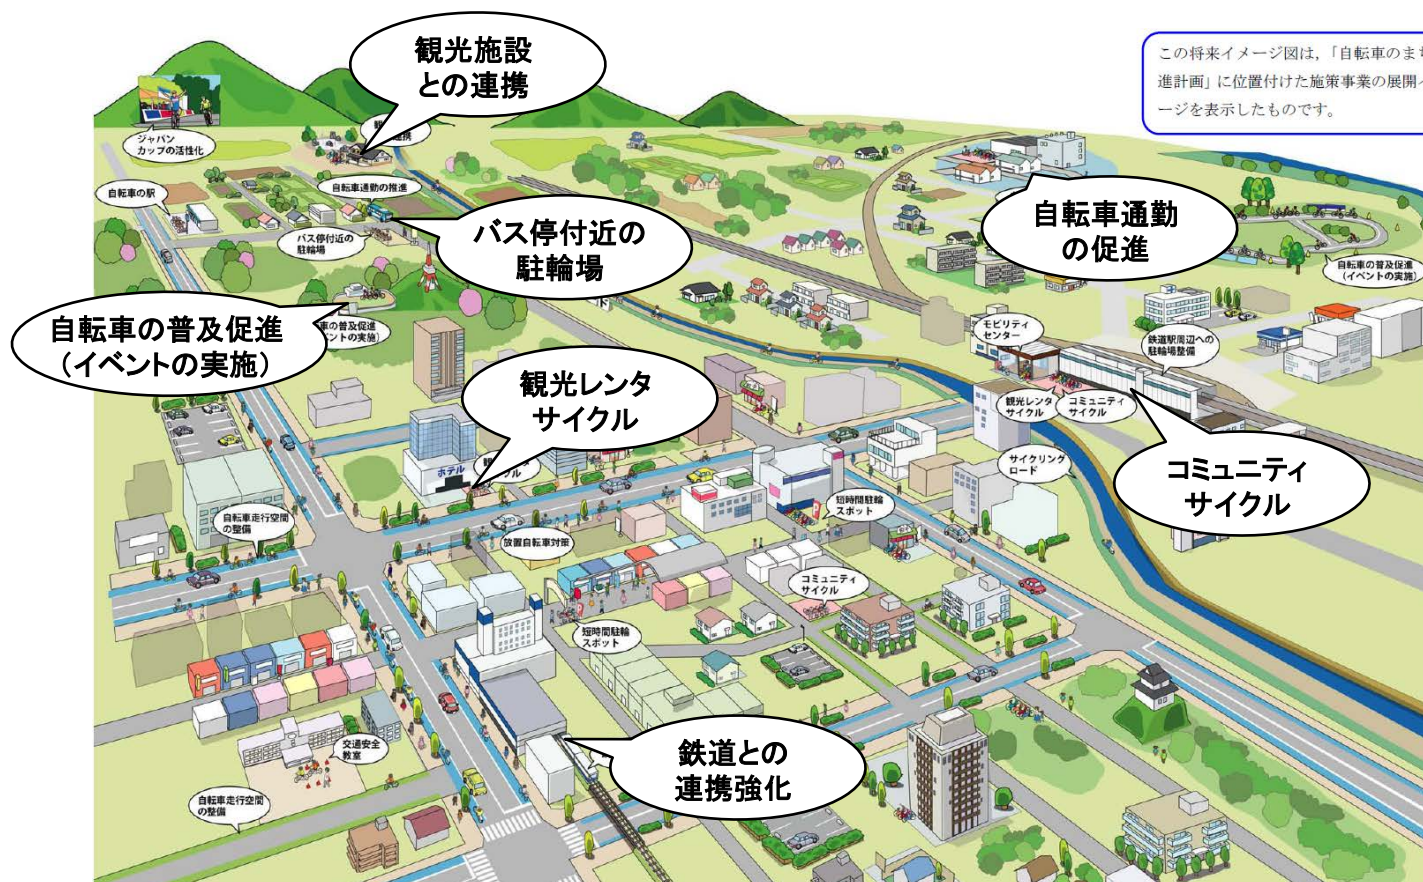 観光施設
との連携
この将来イメージ図は，「自転車のまち
進計画」に位置付けた施策事業の展開イ
ージを表示したものです。
ジャパン
カップの活性化
自転車の駅
自転車通勤の推進
バス停付近の
駐輪場
バス停付近の
駐輪場
自転車通勤
の促進
自転車の普及促進
（イベントの実施）
自転車の普及促進
（イベントの実施）
車の普及促進
ベントの実施）
モビリティ
センター
鉄道駅周辺への
駐輪場整備
観光レンタ
サイクル
コミュニティ
サイクル
観光レンタ
サイクル
ホテル
サイクリング
ロード
コミュニティ
サイクル
短時間駐輪
スポット
自転車走行空間
の整備
放置自転車対策
コミュニティ
サイクル
短時間駐輪
スポット
鉄道との
連携強化
交通安全
教室
自転車走行空間
の整備